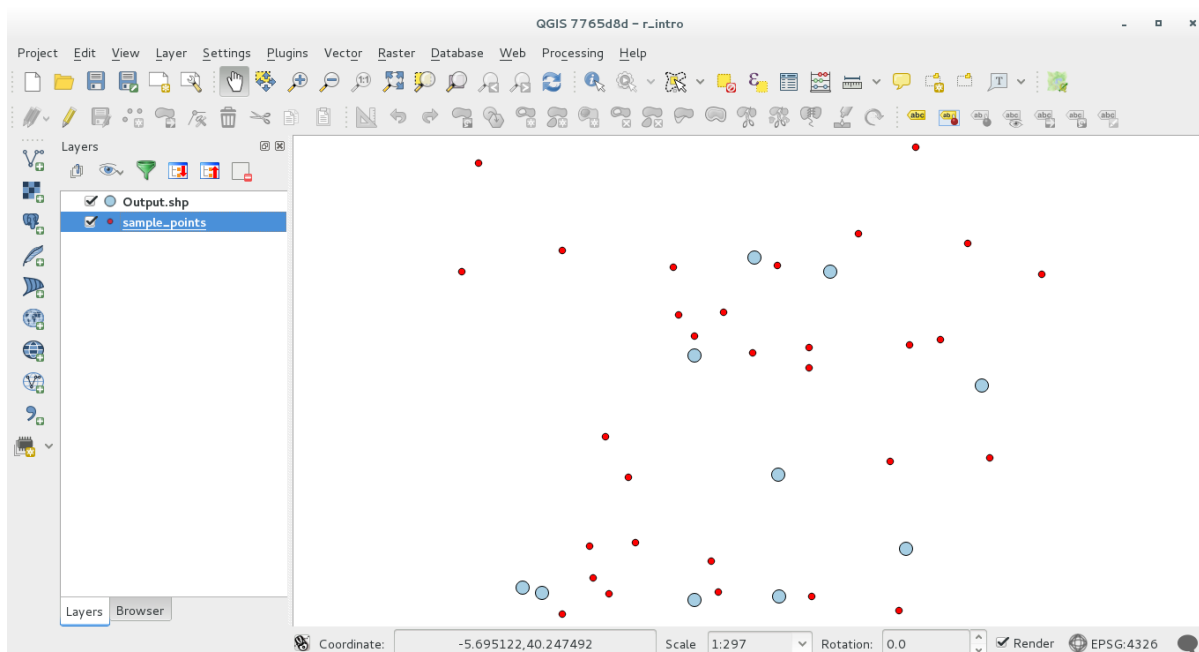 QGIS 7765d8d – r_intro
Project Edit View Layer Settings Plugins Vector Raster Database Web Processing Help
Layers
Output.shp
sample_points
Layers Browser
Coordinate: -5.695122,40.247492 Scale 1:297 Rotation: 0.0 Render EPSG:4326